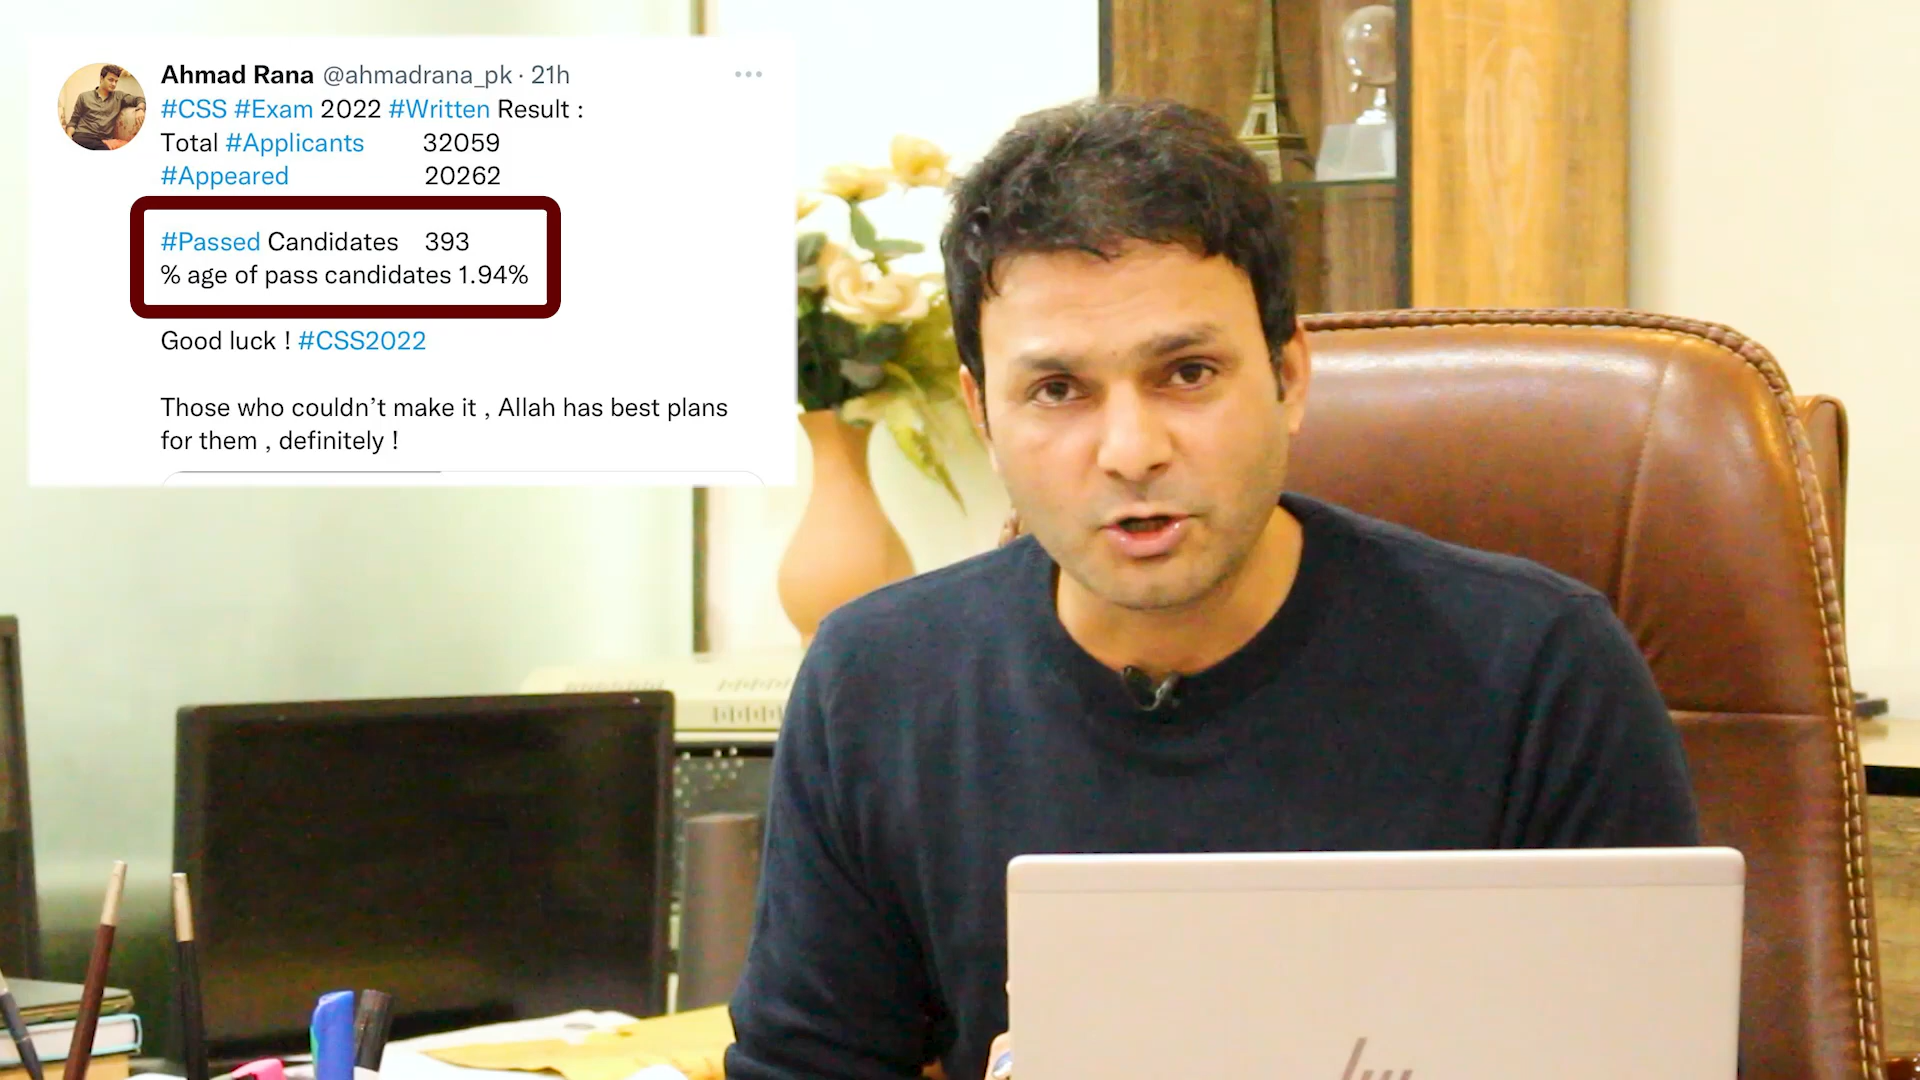 Ahmad Rana @ahmadrana_pk · 21h
#CSS #Exam 2022 #Written Result :
Total #Applicants 32059
#Appeared 20262
#Passed Candidates 393
% age of pass candidates 1.94%
Good luck ! #CSS2022
Those who couldn't make it , Allah has best plans
for them , definitely !
hp